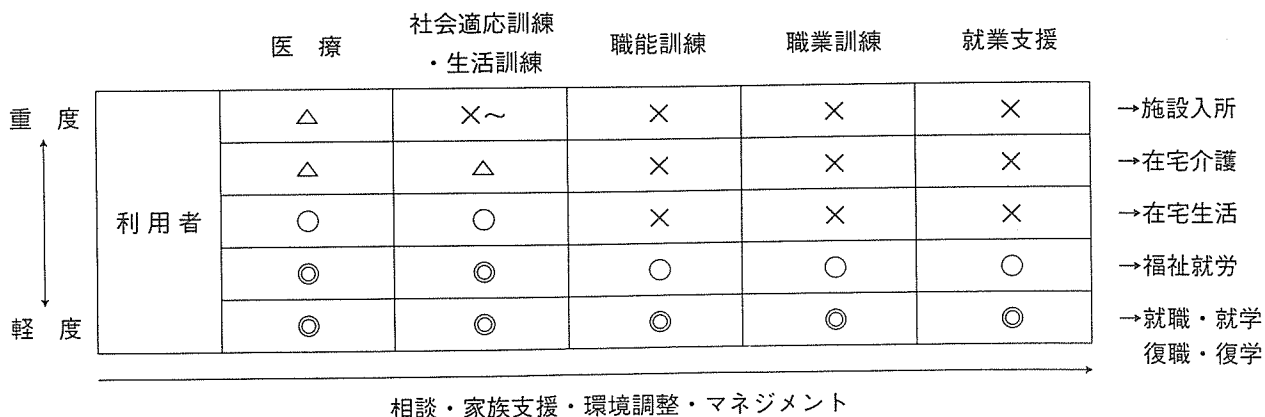 医 療 社会適応訓練・生活訓練 職能訓練 職業訓練 就業支援
重 度 △ ×～ × × × →施設入所
△ △ × × × →在宅介護
利用者 ○ ○ × × × →在宅生活
◎ ◎ ○ ○ ○ →福祉就労
軽 度 ◎ ◎ ◎ ◎ ◎ →就職・就学
復職・復学
相談・家族支援・環境調整・マネジメント